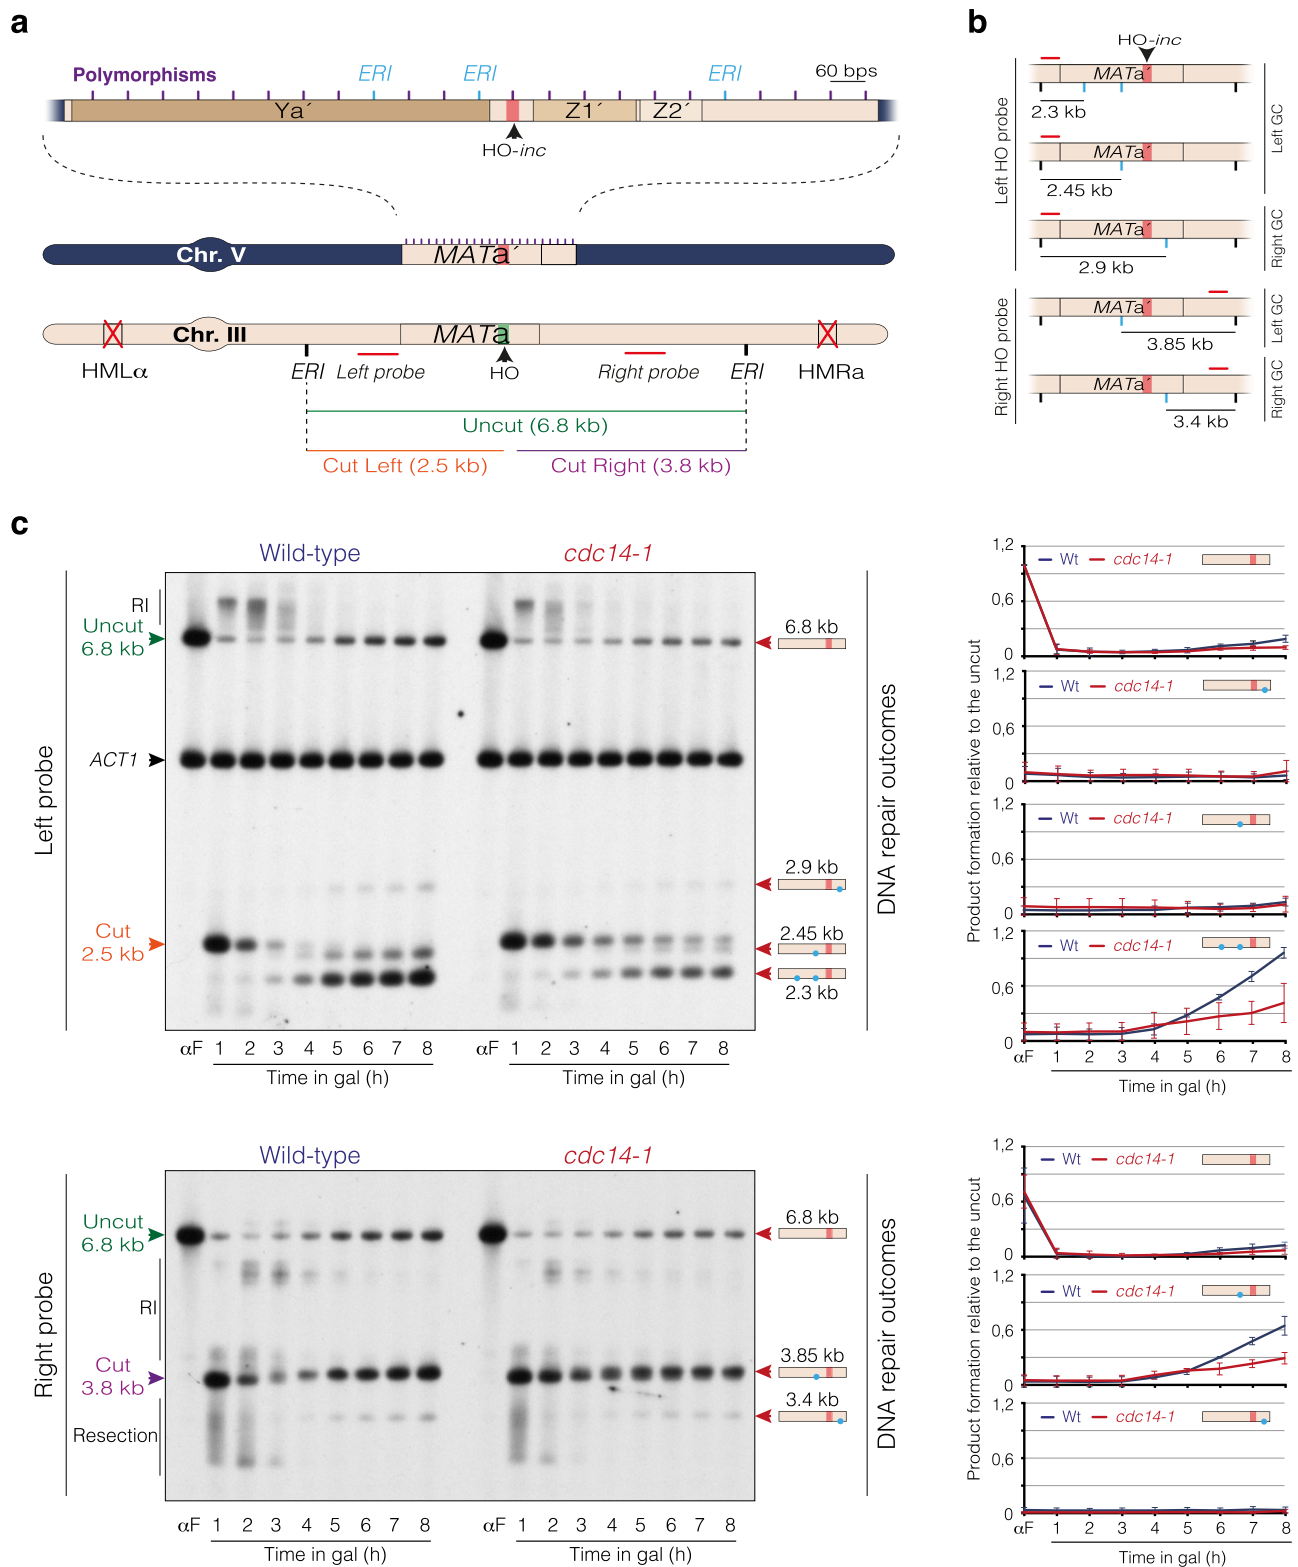 a
Polymorphisms
ERI
ERI
ERI
60 bps
Ya´
Z1´
Z2´
HO-inc
Chr. V
MATa´
Chr. III
MATa
HMLα
ERI
Left probe
HO
Right probe
ERI
HMRa
Uncut (6.8 kb)
Cut Left (2.5 kb)
Cut Right (3.8 kb)
b
HO-inc
Left HO probe
MATa´
2.3 kb
MATa´
2.45 kb
Left GC
MATa´
2.9 kb
Right GC
Right HO probe
MATa´
3.85 kb
Left GC
MATa´
3.4 kb
Right GC
c
Wild-type
cdc14-1
Left probe
RI
Uncut
6.8 kb
ACT1
Cut
2.5 kb
6.8 kb
2.9 kb
2.45 kb
2.3 kb
DNA repair outcomes
αF 1 2 3 4 5 6 7 8
αF 1 2 3 4 5 6 7 8
Time in gal (h)
Time in gal (h)
Product formation relative to the uncut
1,2
Wt
cdc14-1
0,6
0
1,2
Wt
cdc14-1
0,6
0
1,2
Wt
cdc14-1
0,6
0
1,2
Wt
cdc14-1
0,6
0
αF 1 2 3 4 5 6 7 8
Time in gal (h)
Wild-type
cdc14-1
Right probe
Uncut
6.8 kb
RI
Cut
3.8 kb
Resection
6.8 kb
3.85 kb
3.4 kb
DNA repair outcomes
αF 1 2 3 4 5 6 7 8
αF 1 2 3 4 5 6 7 8
Time in gal (h)
Time in gal (h)
Product formation relative to the uncut
1,2
Wt
cdc14-1
0,6
0
1,2
Wt
cdc14-1
0,6
0
1,2
Wt
cdc14-1
0,6
0
αF 1 2 3 4 5 6 7 8
Time in gal (h)